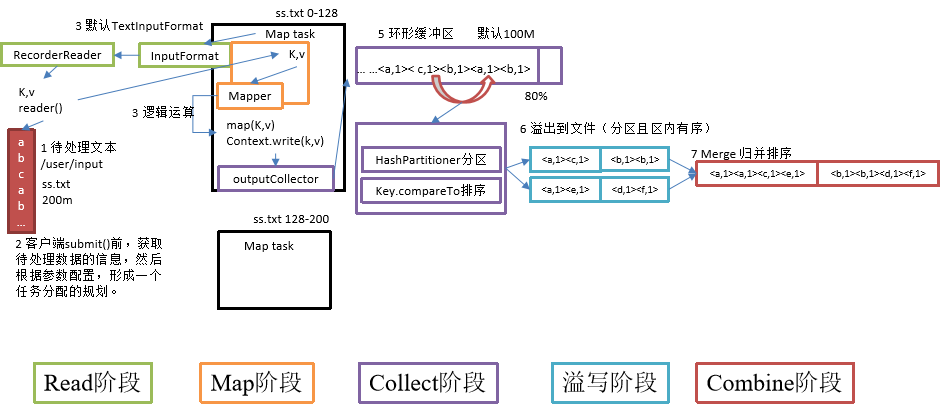 ss.txt 0-128
3 默认TextInputFormat
Map task
RecorderReader
InputFormat
K,v
K,v
reader()
Mapper
3 逻辑运算
map(K,v)
Context.write(k,v)
outputCollector
a
b
c
a
b
...
1 待处理文本
/user/input
ss.txt
200m
2 客户端submit()前，获取
待处理数据的信息，然后
根据参数配置，形成一个
任务分配的规划。
ss.txt 128-200
Map task
5 环形缓冲区 默认100M
... ...<a,1>< c,1><b,1><a,1><b,1>
80%
HashPartitioner分区
Key.compareTo排序
6 溢出到文件（分区且区内有序）
<a,1><c,1>
<b,1><b,1>
<a,1><e,1>
<d,1><f,1>
7 Merge 归并排序
<a,1><a,1><c,1><e,1>
<b,1><b,1><d,1><f,1>
Read阶段
Map阶段
Collect阶段
溢写阶段
Combine阶段